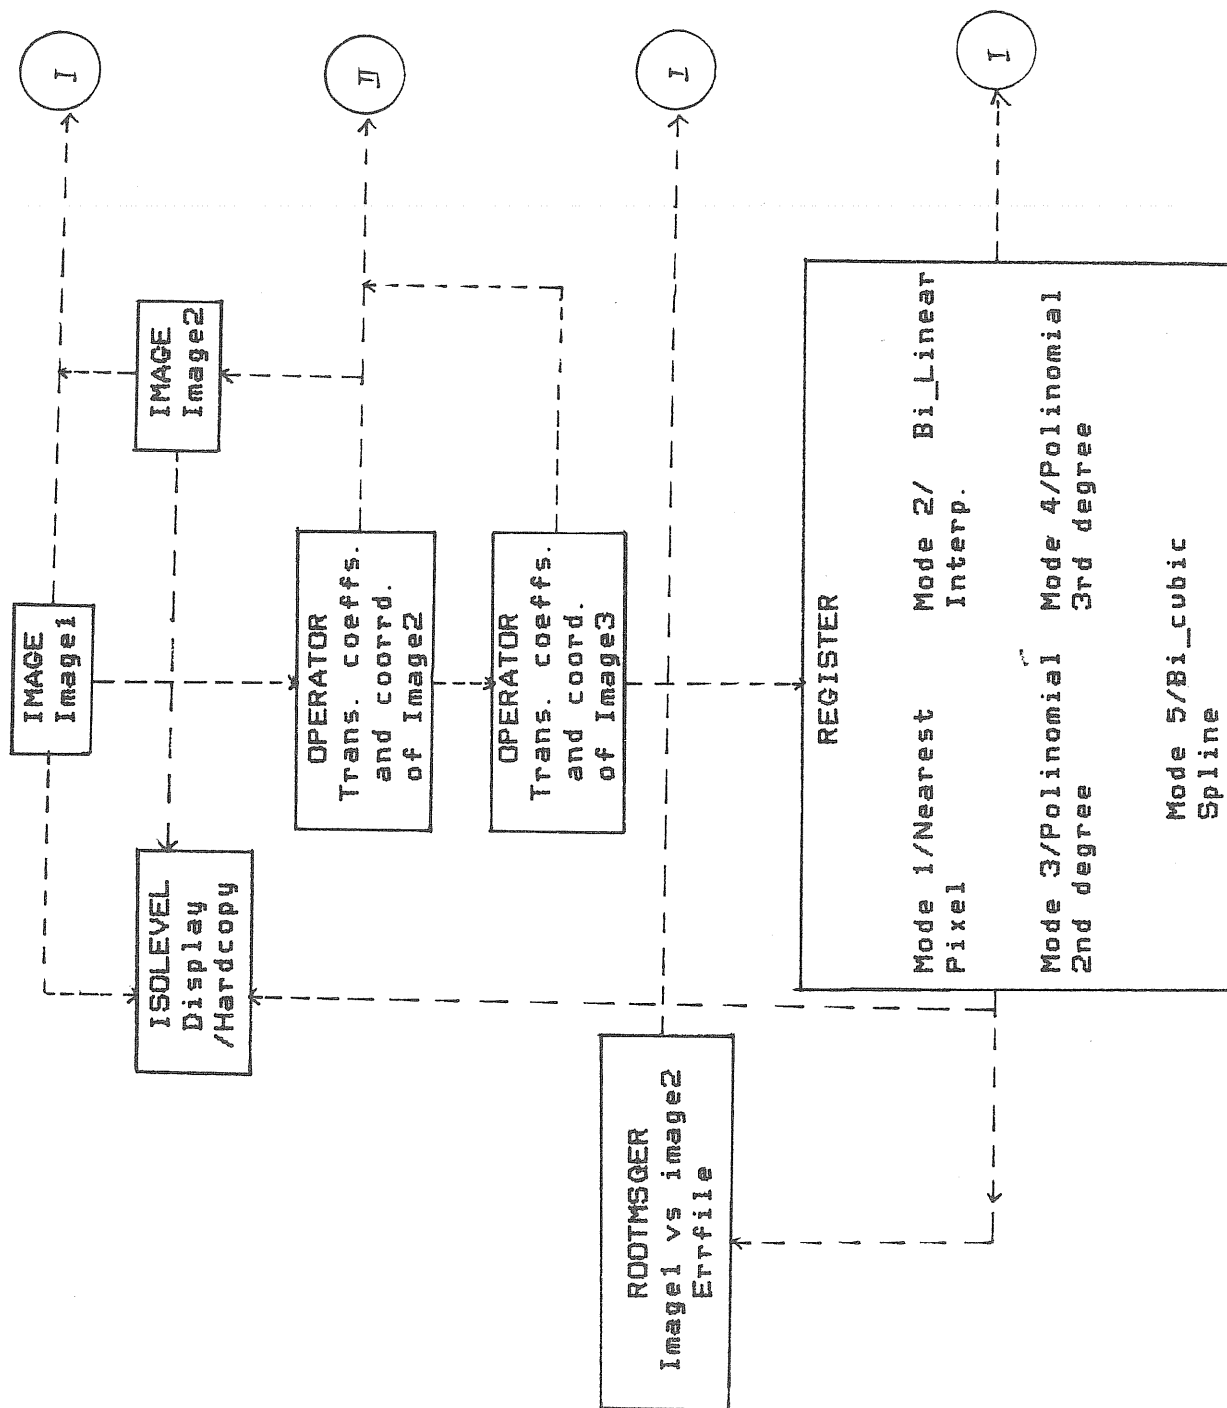 I
II
I
I
IMAGE
Image1
IMAGE
Image2
ISOLEVEL
Display
/Hardcopy
OPERATOR
Trans. coeffs.
and coorrd.
of Image2
OPERATOR
Trans. coeffs.
and coord.
of Image3
ROOTMSQER
Image1 vs image2
Errfile
REGISTER
Mode 1/Nearest
Pixel
Mode 2/ Bi_Linear
Interp.
Mode 3/Polinomial
2nd degree
Mode 4/Polinomial
3rd degree
Mode 5/Bi_cubic
Spline